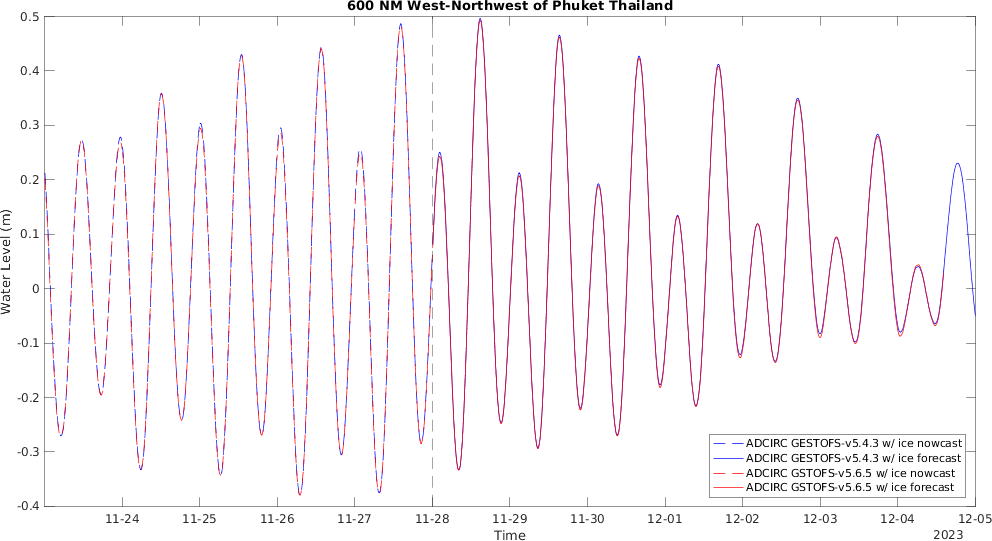 600 NM West-Northwest of Phuket Thailand
0.5
0.4
0.3
0.2
0.1
0
-0.1
-0.2
-0.3
-0.4
Water Level (m)
ADCIRC GESTOFS-v5.4.3 w/ ice nowcast
ADCIRC GESTOFS-v5.4.3 w/ ice forecast
ADCIRC GSTOFS-v5.6.5 w/ ice nowcast
ADCIRC GSTOFS-v5.6.5 w/ ice forecast
11-24 11-25 11-26 11-27 11-28 11-29 11-30 12-01 12-02 12-03 12-04 12-05
Time
2023